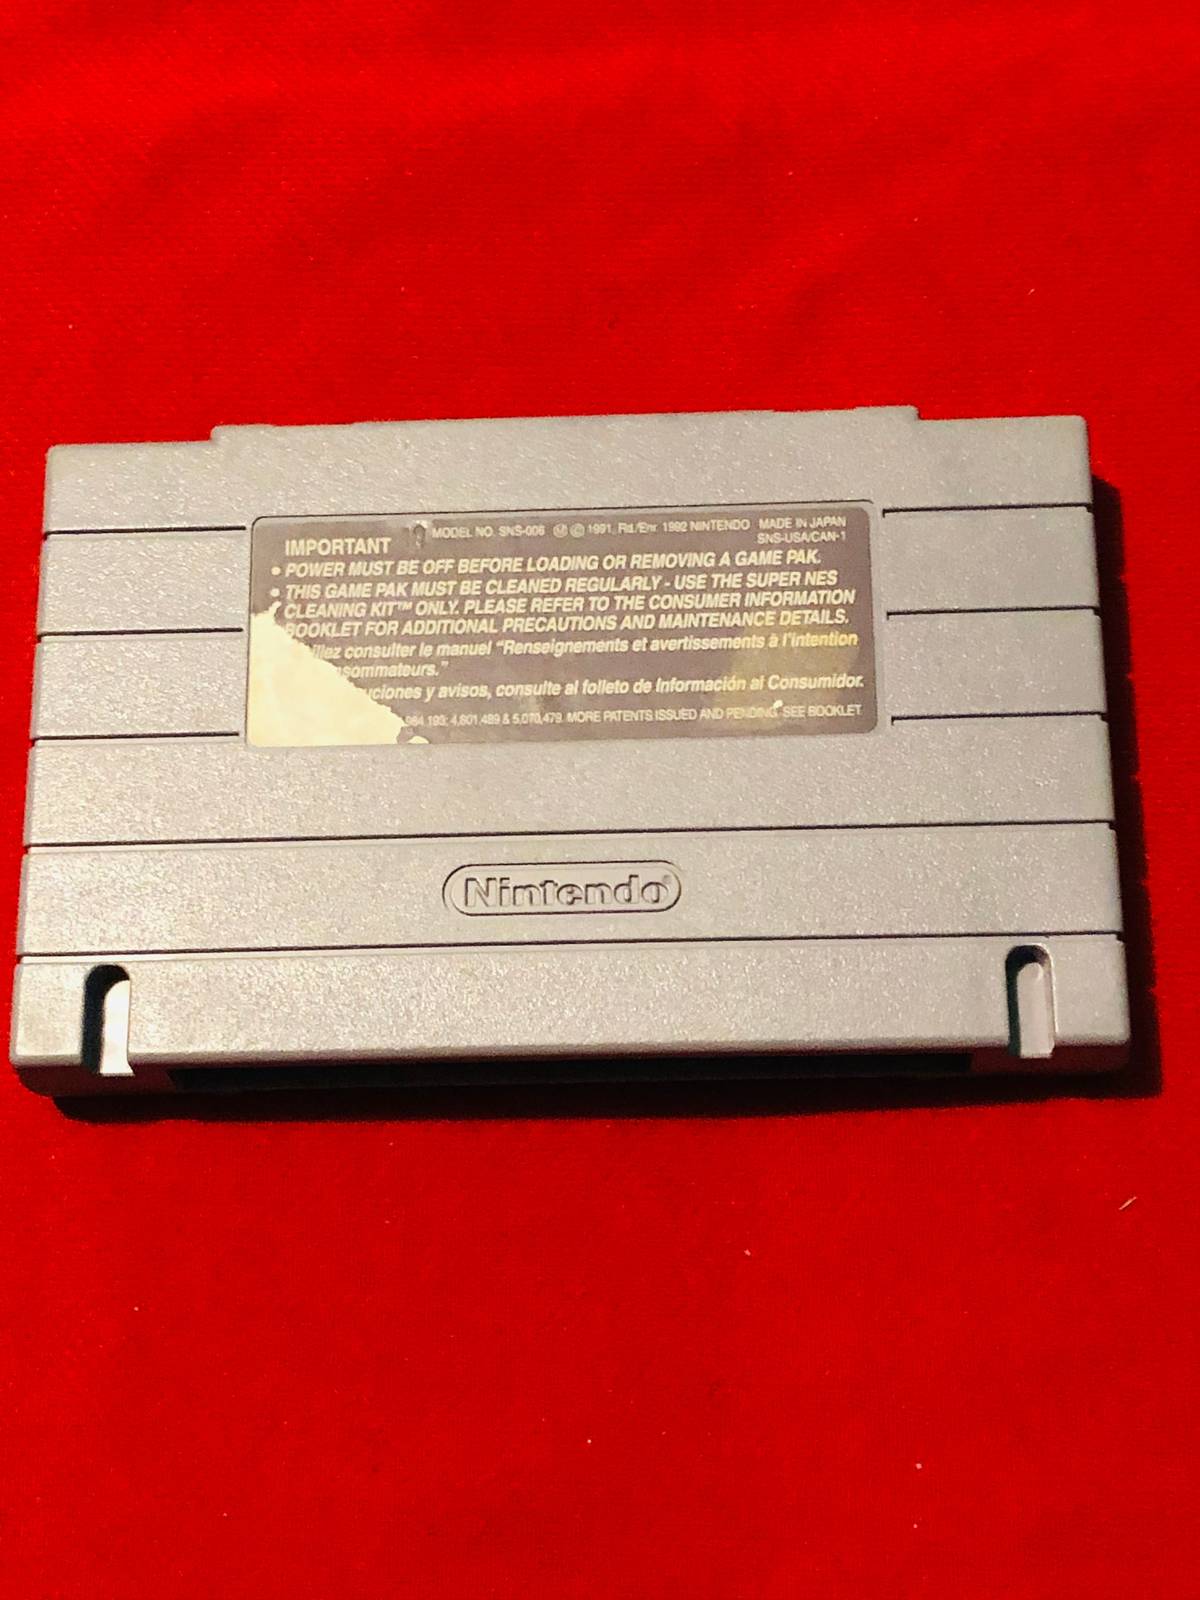 IMPORTANT
MODEL NO. SNS-006 Ⓜ © 1991, Rd./Enr. 1992 NINTENDO MADE IN JAPAN
SNS-USA/CAN-1
• POWER MUST BE OFF BEFORE LOADING OR REMOVING A GAME PAK.
• THIS GAME PAK MUST BE CLEANED REGULARLY - USE THE SUPER NES
CLEANING KIT™ ONLY. PLEASE REFER TO THE CONSUMER INFORMATION
BOOKLET FOR ADDITIONAL PRECAUTIONS AND MAINTENANCE DETAILS.
illez consulter le manuel “Renseignements et avertissements à l’intention
nsommateurs.”
uciones y avisos, consulte al folleto de Información al Consumidor.
193; 4,601,489 & 5,070,479. MORE PATENTS ISSUED AND PENDING. SEE BOOKLET
Nintendo®